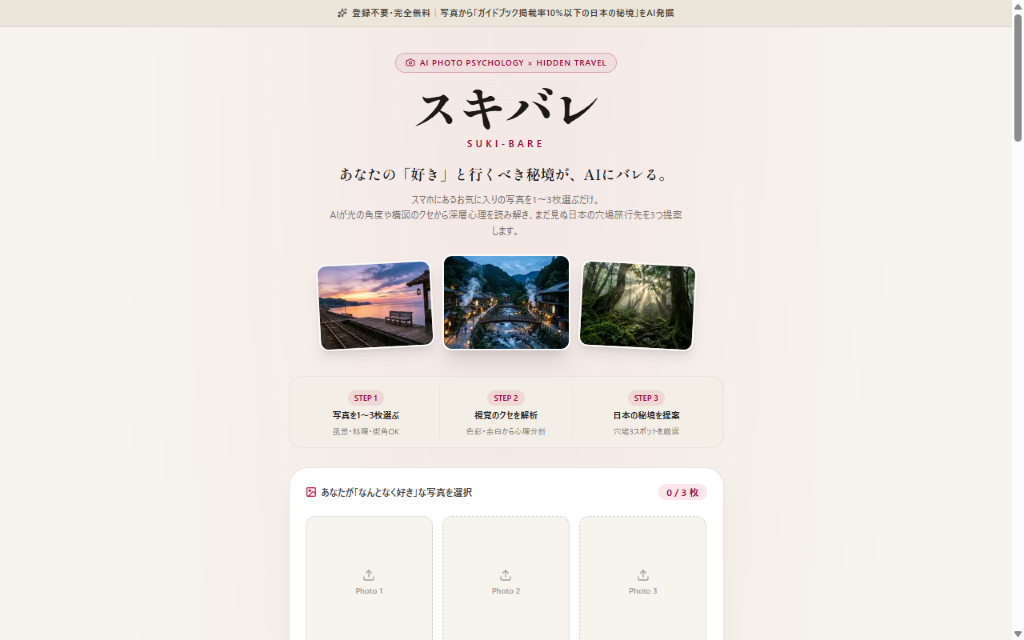 登録不要・完全無料｜写真から「ガイドブック掲載率10%以下の日本の秘境」をAI発掘
AI PHOTO PSYCHOLOGY × HIDDEN TRAVEL
スキバレ
SUKI-BARE
あなたの「好き」と行くべき秘境が、AIにバレる。
スマホにあるお気に入りの写真を1〜3枚選ぶだけ。
AIが光の角度や構図のクセから深層心理を読み解き、まだ見ぬ日本の穴場旅行先を3つ提案
します。
STEP 1
写真を1〜3枚選ぶ
風景・料理・街角OK
STEP 2
視覚のクセを解析
色彩・余白から心理分析
STEP 3
日本の秘境を提案
穴場3スポットを厳選
あなたが「なんとなく好き」な写真を選択
0 / 3 枚
Photo 1
Photo 2
Photo 3